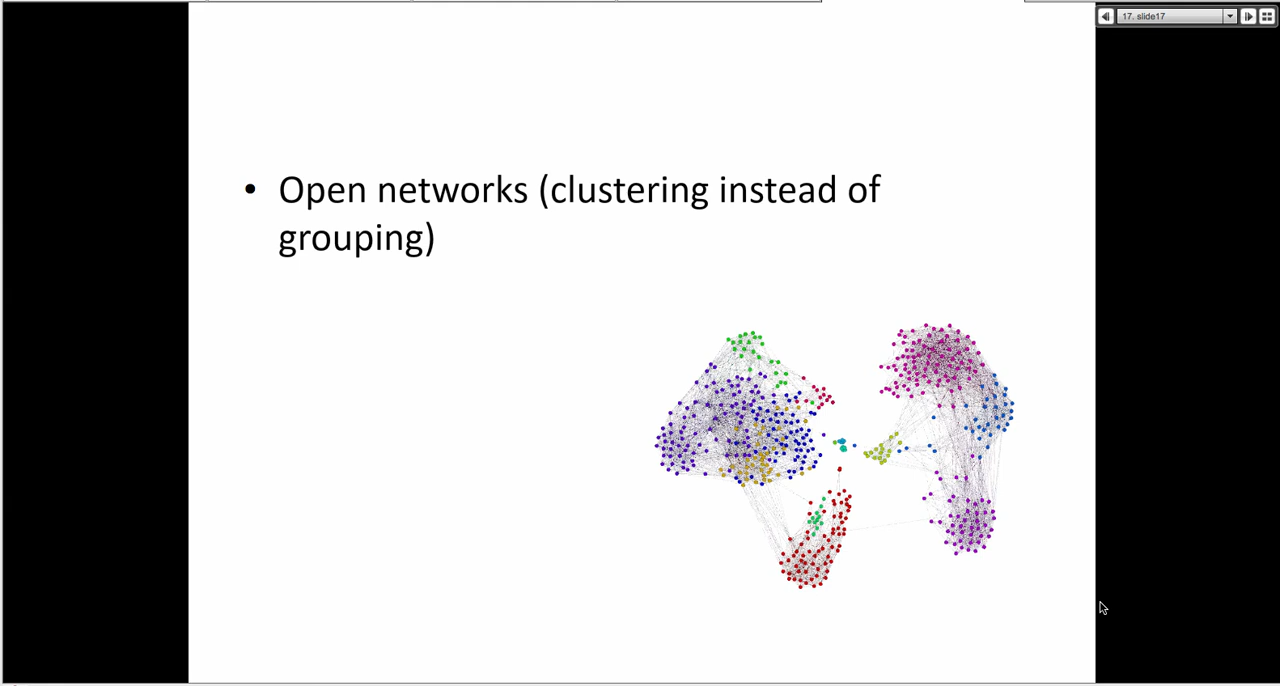 17. slide17
• Open networks (clustering instead of
grouping)